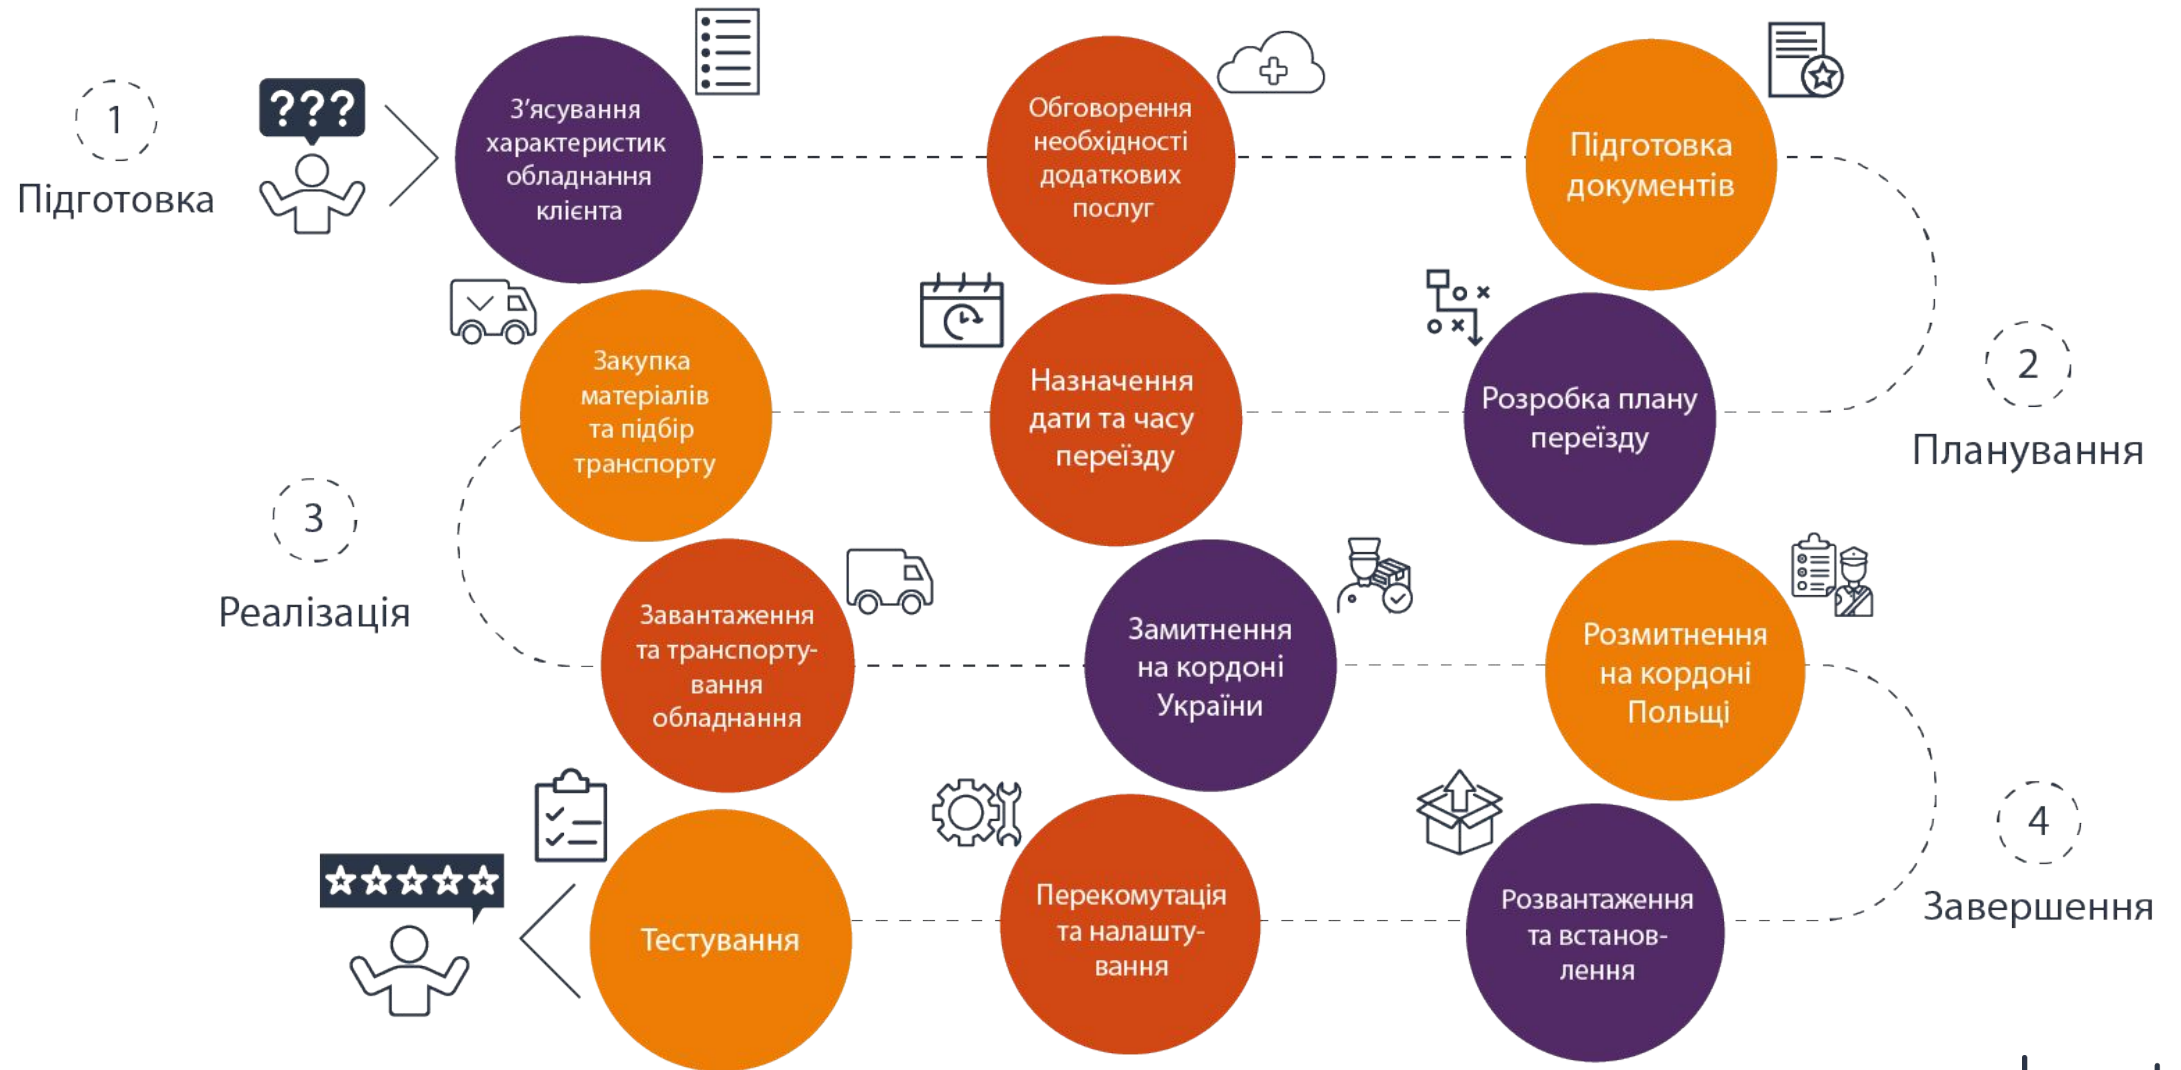 1
Підготовка
???
З’ясування
характеристик
обладнання
клієнта
Обговорення
необхідності
додаткових
послуг
Підготовка
документів
2
Планування
Розробка плану
переїзду
Назначення
дати та часу
переїзду
Закупка
матеріалів
та підбір
транспорту
3
Реалізація
Завантаження
та транспорту-
вання
обладнання
Замитнення
на кордоні
України
Розмитнення
на кордоні
Польщі
4
Завершення
Розвантаження
та встанов-
лення
Перекомутація
та налашту-
вання
Тестування